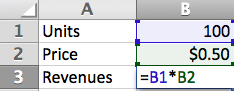 A B
1 Units 100
2 Price $0.50
3 Revenues =B1*B2